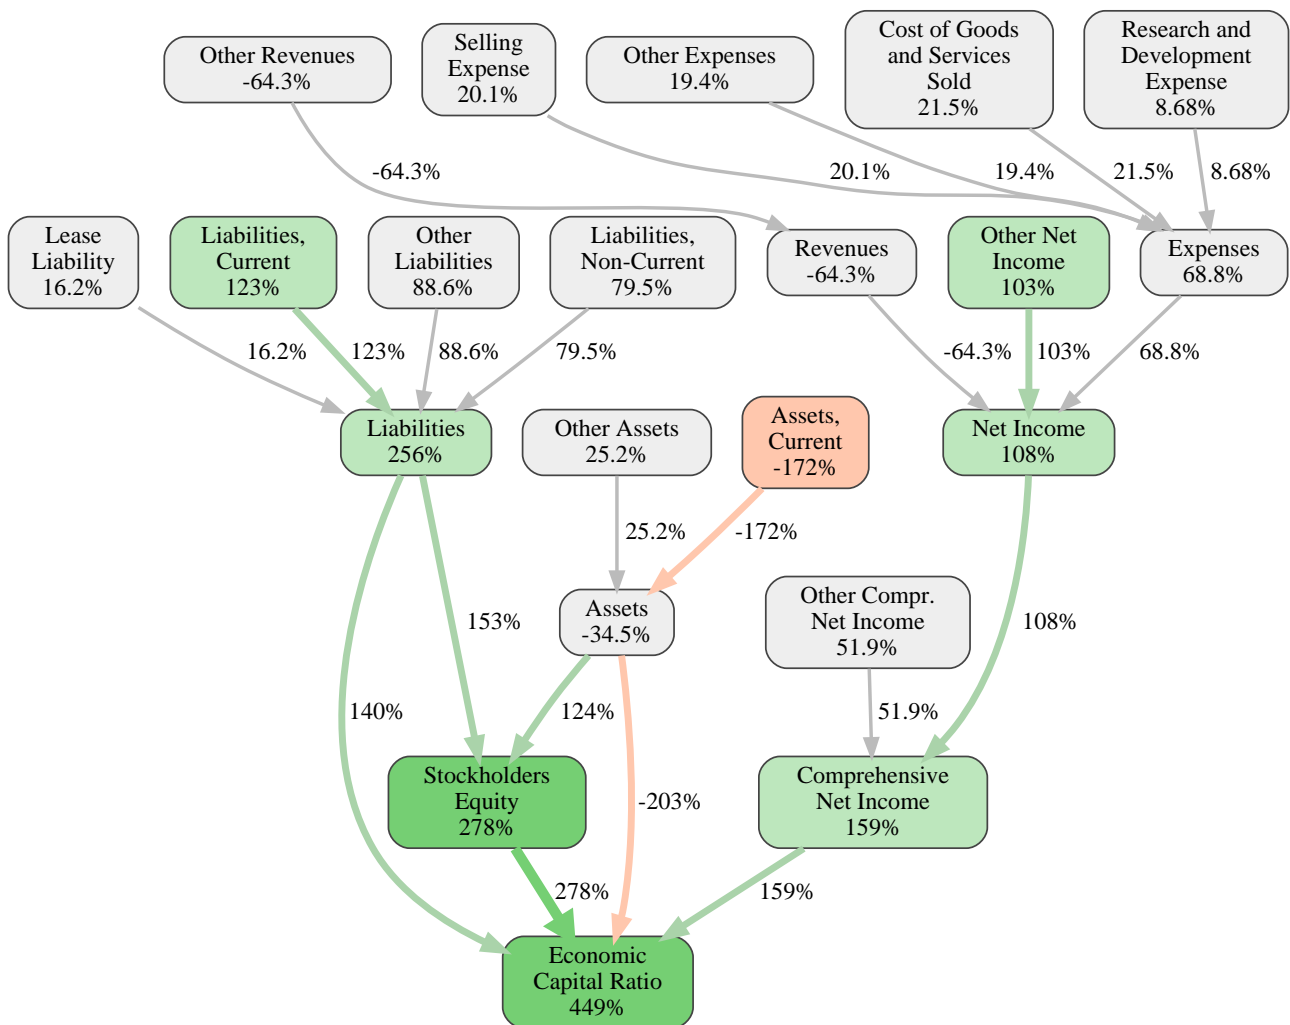 Other Revenues
-64.3%
Selling
Expense
20.1%
Other Expenses
19.4%
Cost of Goods
and Services
Sold
21.5%
Research and
Development
Expense
8.68%
-64.3%
20.1%
19.4%
21.5%
8.68%
Lease
Liability
16.2%
Liabilities,
Current
123%
Other
Liabilities
88.6%
Liabilities,
Non-Current
79.5%
Revenues
-64.3%
Other Net
Income
103%
Expenses
68.8%
16.2%
123%
88.6%
79.5%
-64.3%
103%
68.8%
Liabilities
256%
Other Assets
25.2%
Assets,
Current
-172%
Net Income
108%
25.2%
-172%
Assets
-34.5%
Other Compr.
Net Income
51.9%
153%
108%
140%
124%
51.9%
Stockholders
Equity
278%
-203%
Comprehensive
Net Income
159%
278%
159%
Economic
Capital Ratio
449%